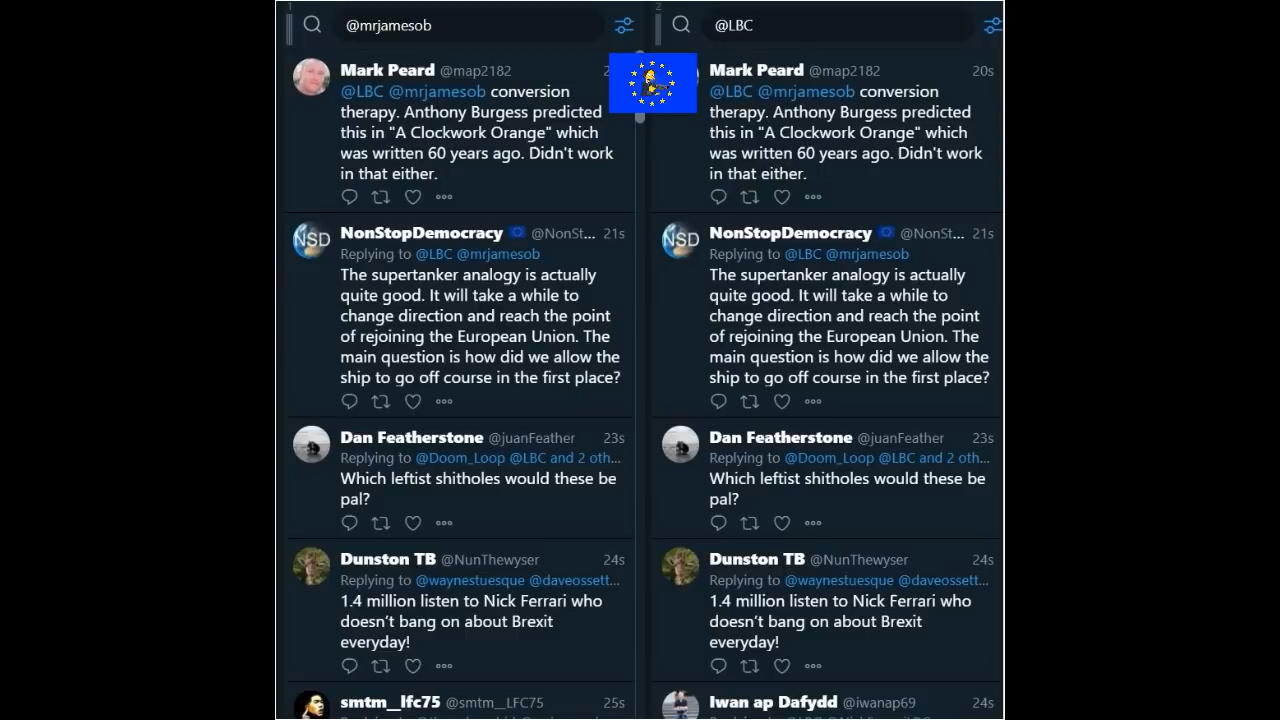 1
@mrjamesob
Mark Peard @map2182
@LBC @mrjamesob conversion
therapy. Anthony Burgess predicted
this in "A Clockwork Orange" which
was written 60 years ago. Didn't work
in that either.
NonStopDemocracy @NonSt... 21s
Replying to @LBC @mrjamesob
The supertanker analogy is actually
quite good. It will take a while to
change direction and reach the point
of rejoining the European Union. The
main question is how did we allow the
ship to go off course in the first place?
Dan Featherstone @juanFeather 23s
Replying to @Doom_Loop @LBC and 2 oth...
Which leftist shitholes would these be
pal?
Dunston TB @NunThewyser 24s
Replying to @waynestuesque @daveossett...
1.4 million listen to Nick Ferrari who
doesn't bang on about Brexit
everyday!
smtm_lfc75 @smtm_LFC75 25s
2
@LBC
Mark Peard @map2182 20s
@LBC @mrjamesob conversion
therapy. Anthony Burgess predicted
this in "A Clockwork Orange" which
was written 60 years ago. Didn't work
in that either.
NonStopDemocracy @NonSt... 21s
Replying to @LBC @mrjamesob
The supertanker analogy is actually
quite good. It will take a while to
change direction and reach the point
of rejoining the European Union. The
main question is how did we allow the
ship to go off course in the first place?
Dan Featherstone @juanFeather 23s
Replying to @Doom_Loop @LBC and 2 oth...
Which leftist shitholes would these be
pal?
Dunston TB @NunThewyser 24s
Replying to @waynestuesque @daveossett...
1.4 million listen to Nick Ferrari who
doesn't bang on about Brexit
everyday!
Iwan ap Dafydd @iwanap69 24s